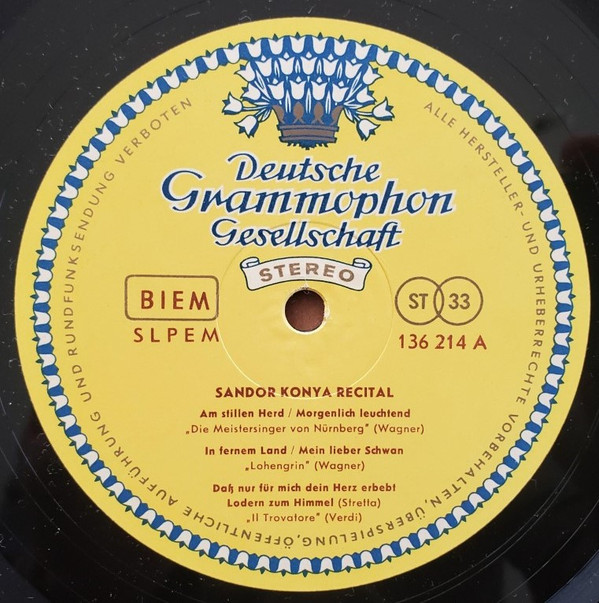 Deutsche
Grammophon
Gesellschaft
STEREO
BIEM
SLPEM
ST 33
136 214 A
SANDOR KONYA RECITAL
Am stillen Herd / Morgenlich leuchtend
„Die Meistersinger von Nürnberg" (Wagner)
In fernem Land / Mein lieber Schwan
„Lohengrin" (Wagner)
Daß nur für mich dein Herz erbebt
Lodern zum Himmel (Stretta)
„Il Trovatore" (Verdi)
ALLE HERSTELLER- UND URHEBERRECHTE VORBEHALTEN, ÜBERSPIELUNG, ÖFFENTLICHE AUFFÜHRUNG UND RUNDFUNKSENDUNG VERBOTEN